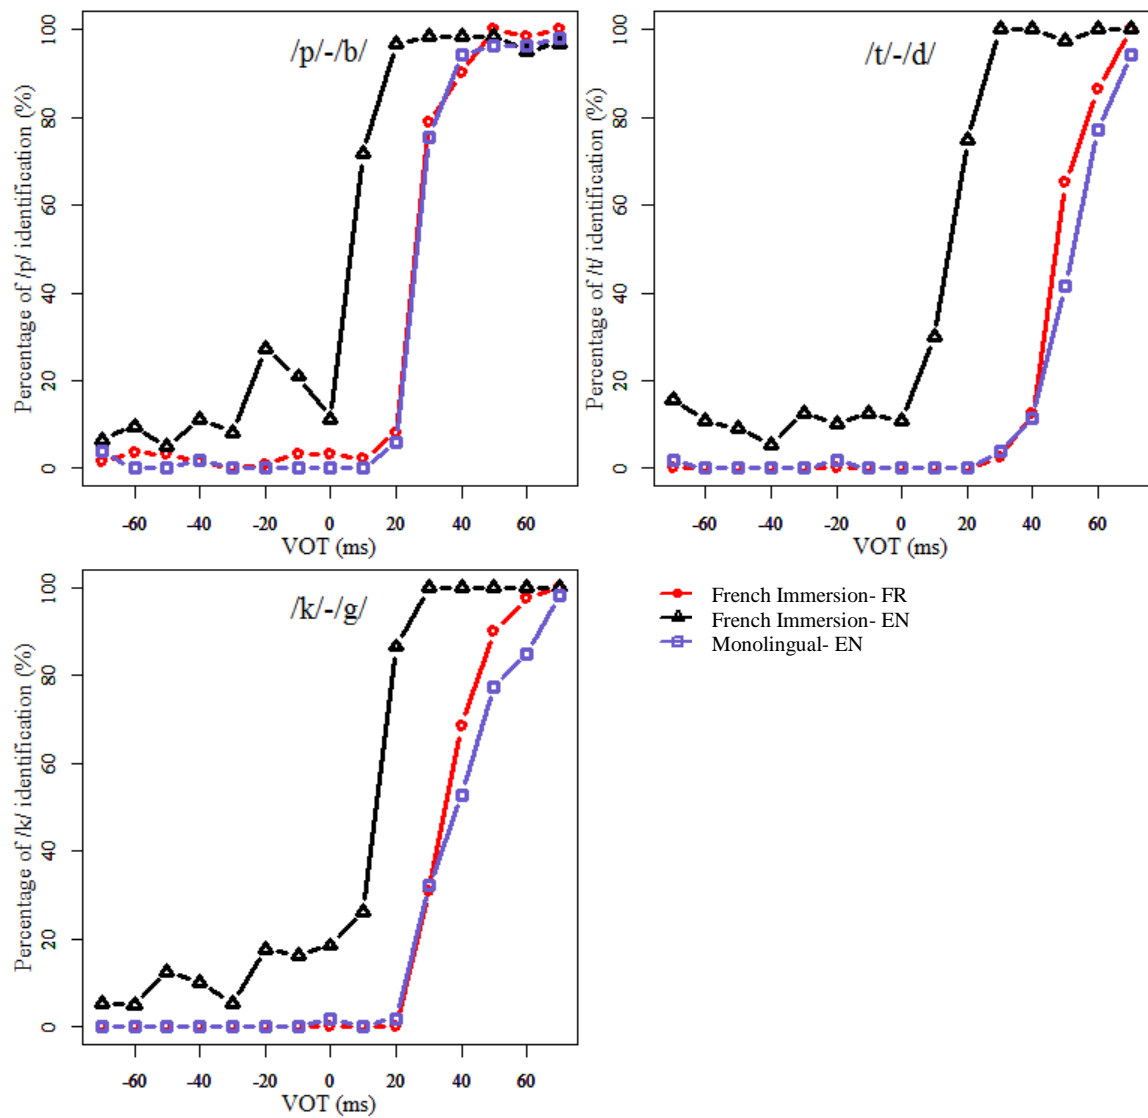 /p/-/b/
Percentage of /p/ identification (%)
0 20 40 60 80 100
-60 -40 -20 0 20 40 60
VOT (ms)
/t/-/d/
Percentage of /t/ identification (%)
0 20 40 60 80 100
-60 -40 -20 0 20 40 60
VOT (ms)
/k/-/g/
Percentage of /k/ identification (%)
0 20 40 60 80 100
-60 -40 -20 0 20 40 60
VOT (ms)
French Immersion- FR
French Immersion- EN
Monolingual- EN